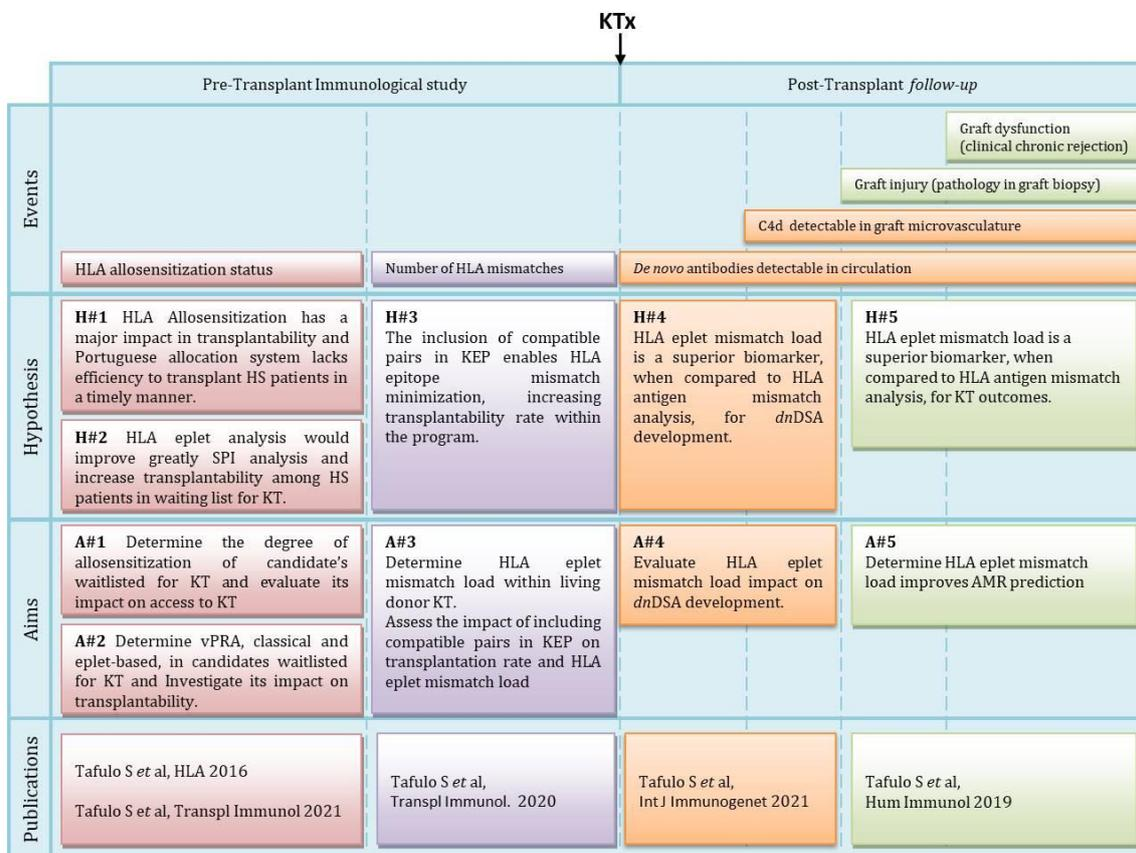 KTx
Pre-Transplant Immunological study
Post-Transplant follow-up
Events
Graft dysfunction
(clinical chronic rejection)
Graft injury (pathology in graft biopsy)
C4d detectable in graft microvasculature
HLA allosensitization status
Number of HLA mismatches
De novo antibodies detectable in circulation
Hypothesis
H#1 HLA Allosensitization has a
major impact in transplantability and
Portuguese allocation system lacks
efficiency to transplant HS patients in
a timely manner.
H#2 HLA eplet analysis would
improve greatly SPI analysis and
increase transplantability among HS
patients in waiting list for KT.
H#3
The inclusion of compatible
pairs in KEP enables HLA
epitope mismatch
minimization, increasing
transplantability rate within
the program.
H#4
HLA eplet mismatch load
is a superior biomarker,
when compared to HLA
antigen mismatch
analysis, for dnDSA
development.
H#5
HLA eplet mismatch load is a
superior biomarker, when
compared to HLA antigen mismatch
analysis, for KT outcomes.
Aims
A#1 Determine the degree of
allosensitization of candidate's
waitlisted for KT and evaluate its
impact on access to KT
A#2 Determine vPRA, classical and
eplet-based, in candidates waitlisted
for KT and Investigate its impact on
transplantability.
A#3
Determine HLA eplet
mismatch load within living
donor KT.
Assess the impact of including
compatible pairs in KEP on
transplantation rate and HLA
eplet mismatch load
A#4
Evaluate HLA eplet
mismatch load impact on
dnDSA development.
A#5
Determine HLA eplet mismatch
load improves AMR prediction
Publications
Tafulo S et al, HLA 2016
Tafulo S et al, Transpl Immunol 2021
Tafulo S et al,
Transpl Immunol. 2020
Tafulo S et al,
Int J Immunogenet 2021
Tafulo S et al,
Hum Immunol 2019